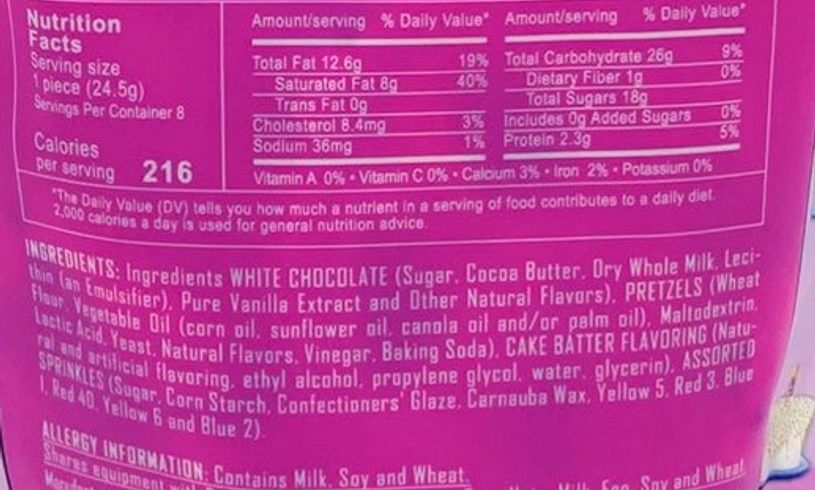 Nutrition
Facts
Serving size
1 piece (24.5g)
Servings Per Container 8
Calories
per serving 216
Amount/serving % Daily Value*
Total Fat 12.6g 19%
Saturated Fat 8g 40%
Trans Fat 0g
Cholesterol 8.4mg 3%
Sodium 36mg 1%
Amount/serving % Daily Value*
Total Carbohydrate 26g 9%
Dietary Fiber 1g 0%
Total Sugars 18g
Includes 0g Added Sugars 0%
Protein 2.3g 5%
Vitamin A 0% • Vitamin C 0% • Calcium 3% • Iron 2% • Potassium 0%
*The Daily Value (DV) tells you how much a nutrient in a serving of food contributes to a daily diet.
2,000 calories a day is used for general nutrition advice.
INGREDIENTS: Ingredients WHITE CHOCOLATE (Sugar, Cocoa Butter, Dry Whole Milk, Leci-
thin (an Emulsifier), Pure Vanilla Extract and Other Natural Flavors). PRETZELS (Wheat
Flour, Vegetable Oil (corn oil, sunflower oil, canola oil and/or palm oil), Maltodextrin,
Lactic Acid, Yeast, Natural Flavors, Vinegar, Baking Soda), CAKE BATTER FLAVORING (Natu-
ral and artificial flavoring, ethyl alcohol, propylene glycol, water, glycerin). ASSORTED
SPRINKLES (Sugar, Corn Starch, Confectioners' Glaze, Carnauba Wax, Yellow 5, Red 3, Blue
1, Red 40, Yellow 6 and Blue 2).
ALLERGY INFORMATION: Contains Milk, Soy and Wheat.
Shares equipment with
Milk, Egg, Soy and Wheat.